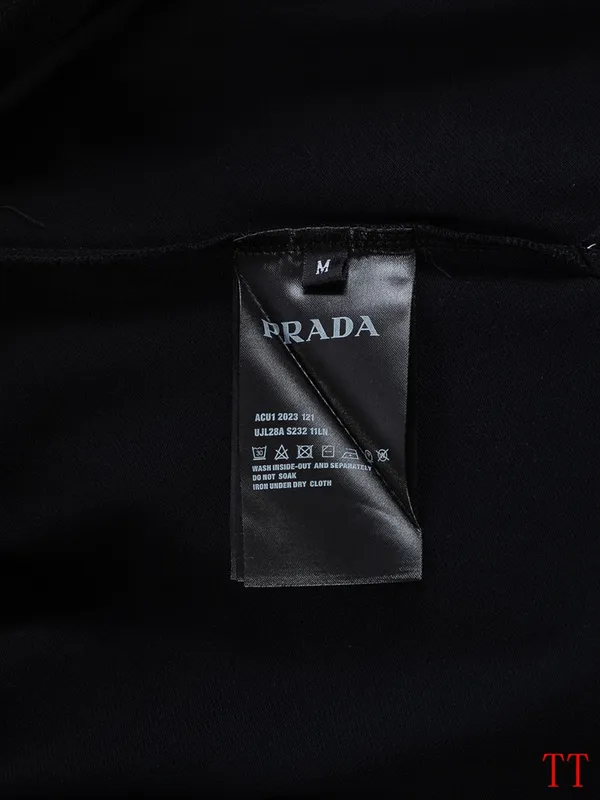 M
PRADA
ACU1 2023 121
UJL28A S232 11LN
30
WASH INSIDE-OUT AND SEPARATELY
DO NOT SOAK
IRON UNDER DRY CLOTH
TT